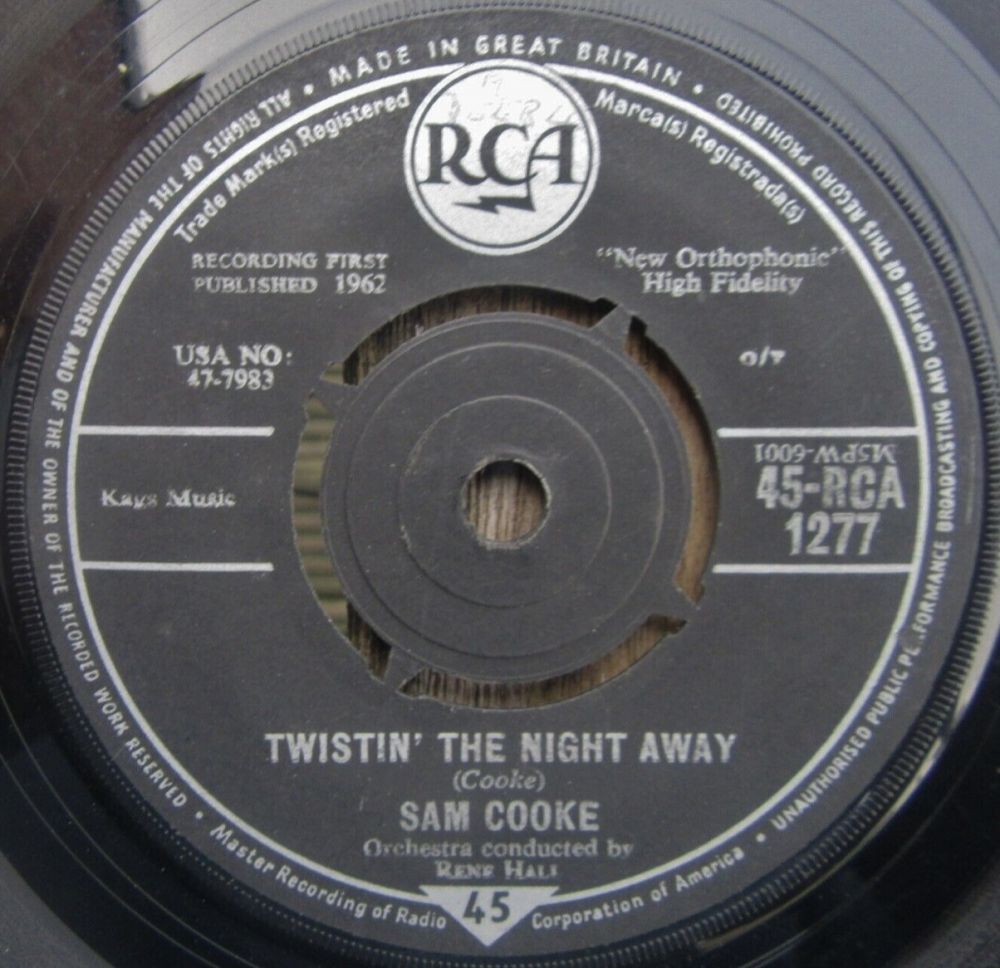 ALL RIGHTS OF THE MANUFACTURER AND OF THE OWNER OF THE RECORDED WORK RESERVED •
• MADE IN GREAT BRITAIN •
UNAUTHORISED PUBLIC PERFORMANCE BROADCASTING AND COPYING OF THIS RECORD PROHIBITED
Trade Mark(s) Registered
RCA
Marca(s) Registrada(s)
RECORDING FIRST
PUBLISHED 1962
"New Orthophonic"
High Fidelity
USA NO:
47-7983
Kags Music
M5PW-6001
45-RCA
1277
TWISTIN' THE NIGHT AWAY
(Cooke)
SAM COOKE
Orchestra conducted by
RENE HALL
Master Recording of Radio
45
Corporation of America •